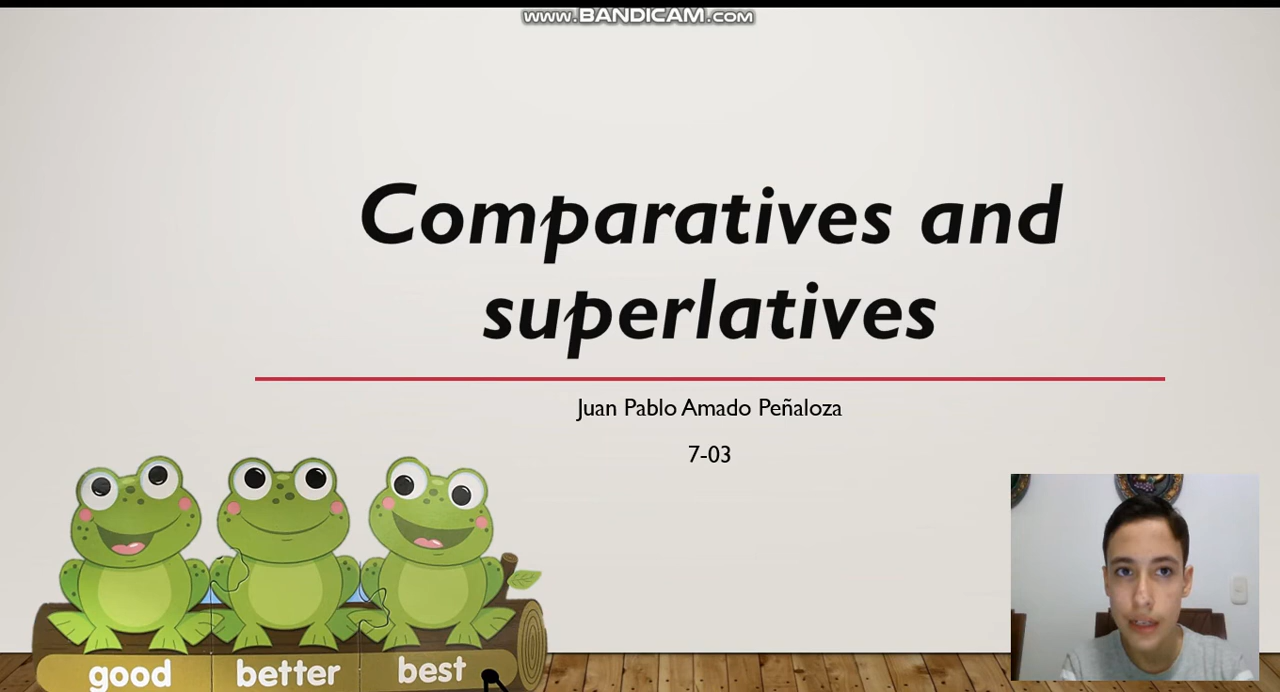 www.BANDICAM.com
Comparatives and
superlatives
Juan Pablo Amado Peñaloza
7-03
good better best